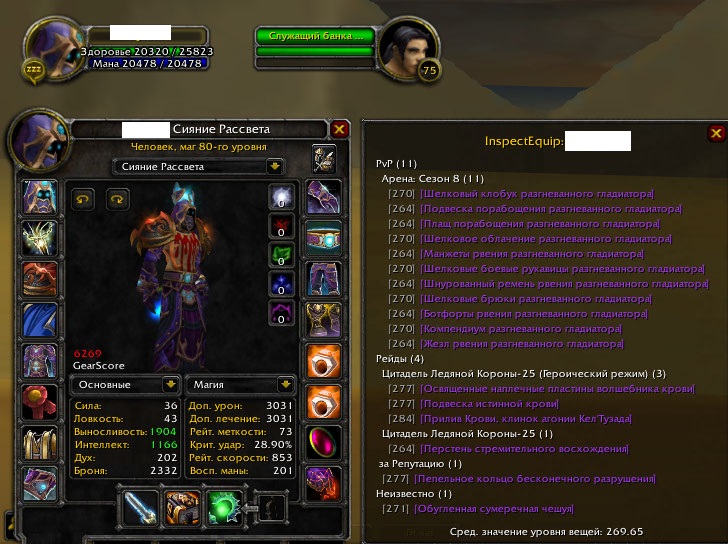 Здоровье 20320 / 25823
Мана 20478 / 20478
zzz
Служащий банка ...
75
Сияние Рассвета
Человек, маг 80-го уровня
Сияние Рассвета
0
0
0
0
0
6269
GearScore
Основные
Магия
Сила: 36
Ловкость: 43
Выносливость: 1904
Интеллект: 1166
Дух: 202
Броня: 2332
Доп. урон: 3031
Доп. лечение: 3031
Рейт. меткости: 73
Крит. удар: 28.90%
Рейт. скорости: 853
Восп. маны: 201
InspectEquip:
PvP (11)
Арена: Сезон 8 (11)
[270] [Шелковый клобук разгневанного гладиатора]
[264] [Подвеска порабощения разгневанного гладиатора]
[264] [Плащ порабощения разгневанного гладиатора]
[270] [Шелковое облачение разгневанного гладиатора]
[264] [Манжеты рвения разгневанного гладиатора]
[270] [Шелковые боевые рукавицы разгневанного гладиатора]
[264] [Шнурованный ремень рвения разгневанного гладиатора]
[270] [Шелковые брюки разгневанного гладиатора]
[264] [Ботфорты рвения разгневанного гладиатора]
[270] [Компендиум разгневанного гладиатора]
[264] [Жезл рвения разгневанного гладиатора]
Рейды (4)
Цитадель Ледяной Короны-25 (Героический режим) (3)
[277] [Освященные наплечные пластины волшебника крови]
[277] [Подвеска истинной крови]
[284] [Прилив Крови, клинок агонии Кел'Тузада]
Цитадель Ледяной Короны-25 (1)
[264] [Перстень стремительного восхождения]
за Репутацию (1)
[277] [Пепельное кольцо бесконечного разрушения]
Неизвестно (1)
[271] [Обугленная сумеречная чешуя]
Сред. значение уровня вещей: 269.65